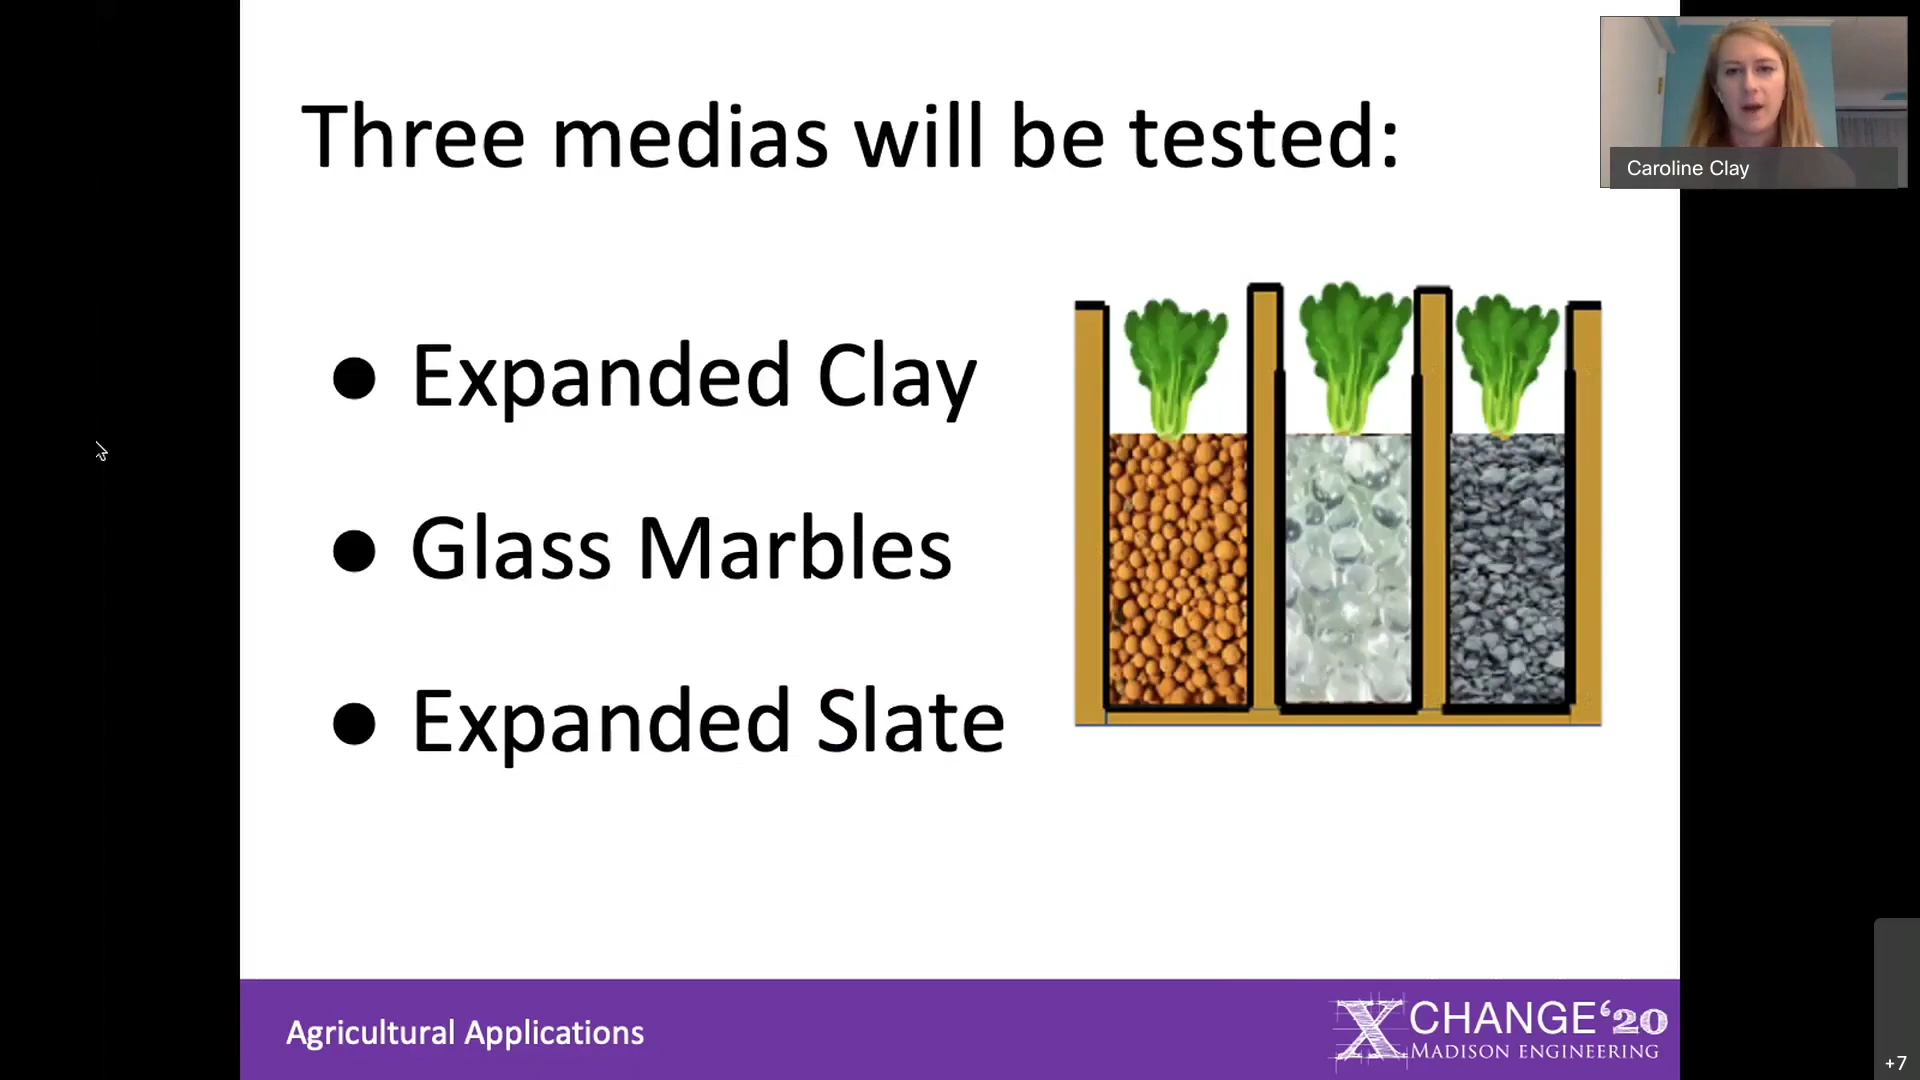 Three medias will be tested:
Caroline Clay
● Expanded Clay
● Glass Marbles
● Expanded Slate
Agricultural Applications
XCHANGE‘20
MADISON ENGINEERING
+7